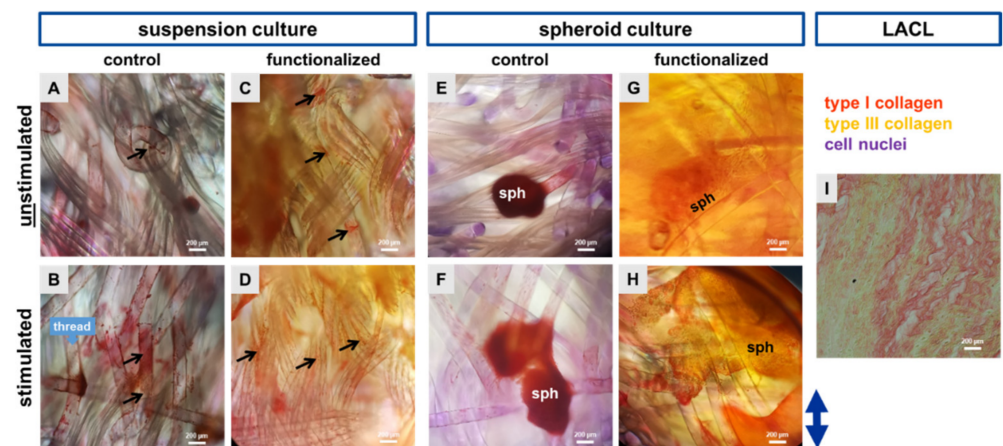 suspension culture
spheroid culture
LACL
control
functionalized
control
functionalized
unstimulated
A
200 µm
C
200 µm
E
sph
200 µm
G
sph
200 µm
type I collagen
type III collagen
cell nuclei
I
200 µm
stimulated
B
thread
200 µm
D
200 µm
F
sph
200 µm
H
sph
200 µm